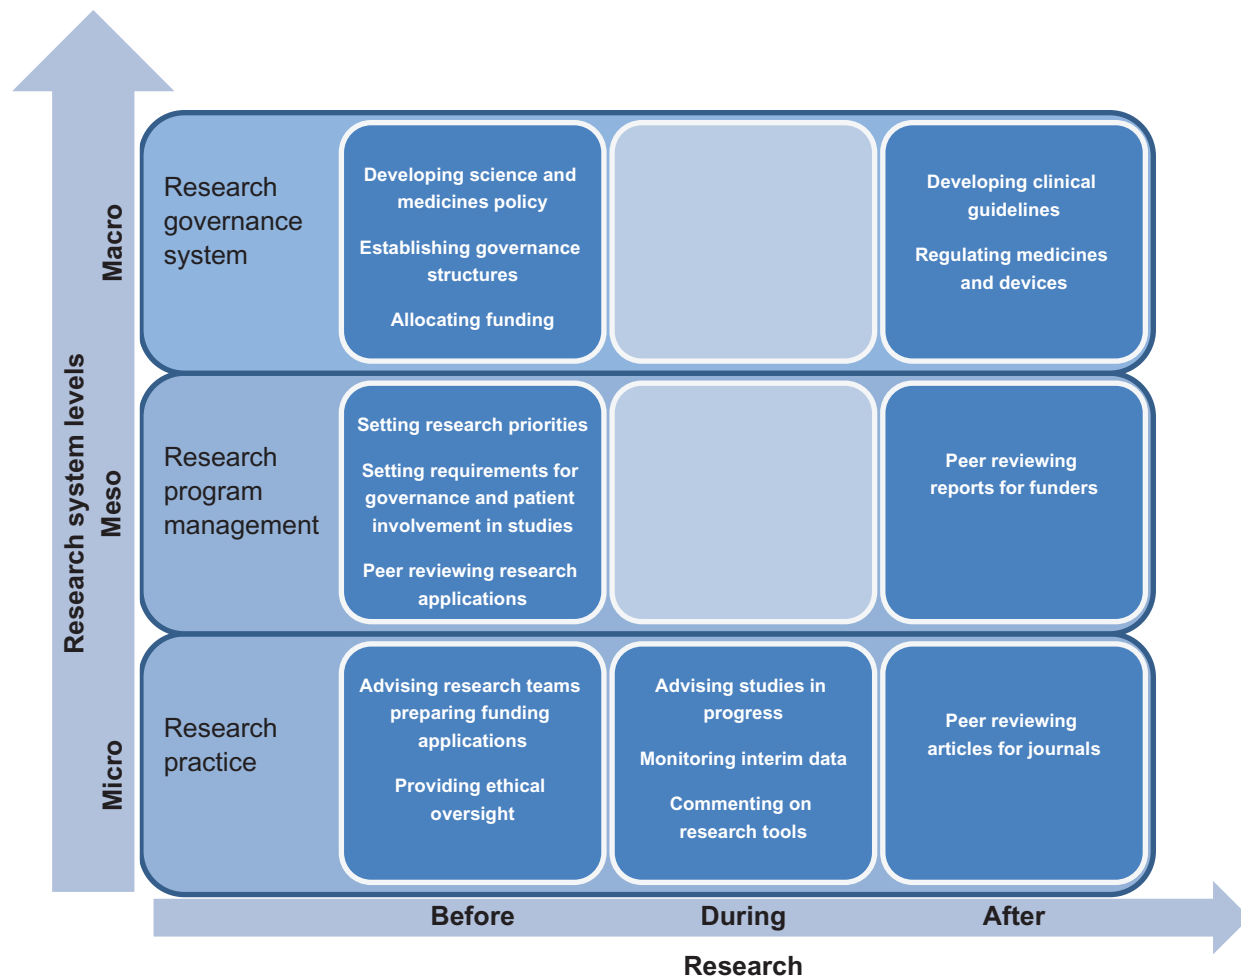 Research system levels
Macro
Research
governance
system
Developing science and
medicines policy
Establishing governance
structures
Allocating funding
Developing clinical
guidelines
Regulating medicines
and devices
Meso
Research
program
management
Setting research priorities
Setting requirements for
governance and patient
involvement in studies
Peer reviewing research
applications
Peer reviewing
reports for funders
Micro
Research
practice
Advising research teams
preparing funding
applications
Providing ethical
oversight
Advising studies in
progress
Monitoring interim data
Commenting on
research tools
Peer reviewing
articles for journals
Before
During
After
Research